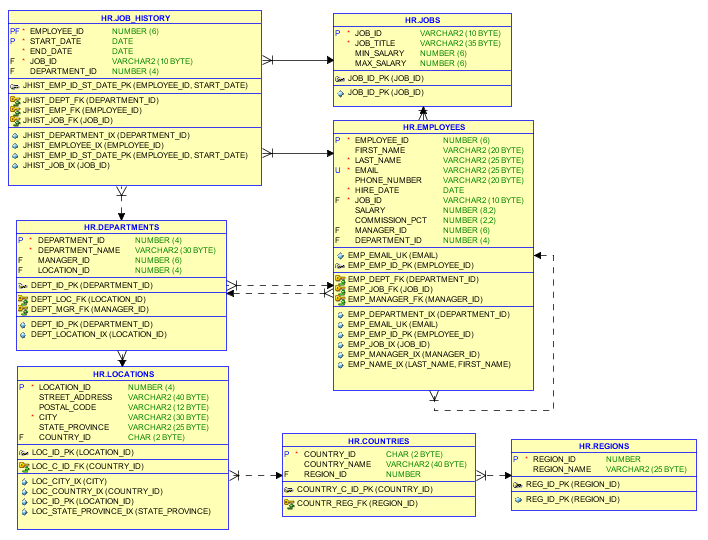 HR.JOB_HISTORY
PF * EMPLOYEE_ID NUMBER (6)
P * START_DATE DATE
* END_DATE DATE
F * JOB_ID VARCHAR2 (10 BYTE)
F DEPARTMENT_ID NUMBER (4)
JHIST_EMP_ID_ST_DATE_PK (EMPLOYEE_ID, START_DATE)
JHIST_DEPT_FK (DEPARTMENT_ID)
JHIST_EMP_FK (EMPLOYEE_ID)
JHIST_JOB_FK (JOB_ID)
JHIST_DEPARTMENT_IX (DEPARTMENT_ID)
JHIST_EMPLOYEE_IX (EMPLOYEE_ID)
JHIST_EMP_ID_ST_DATE_PK (EMPLOYEE_ID, START_DATE)
JHIST_JOB_IX (JOB_ID)
HR.JOBS
P * JOB_ID VARCHAR2 (10 BYTE)
* JOB_TITLE VARCHAR2 (35 BYTE)
MIN_SALARY NUMBER (6)
MAX_SALARY NUMBER (6)
JOB_ID_PK (JOB_ID)
JOB_ID_PK (JOB_ID)
HR.EMPLOYEES
P * EMPLOYEE_ID NUMBER (6)
FIRST_NAME VARCHAR2 (20 BYTE)
* LAST_NAME VARCHAR2 (25 BYTE)
U * EMAIL VARCHAR2 (25 BYTE)
PHONE_NUMBER VARCHAR2 (20 BYTE)
* HIRE_DATE DATE
F * JOB_ID VARCHAR2 (10 BYTE)
SALARY NUMBER (8,2)
COMMISSION_PCT NUMBER (2,2)
F MANAGER_ID NUMBER (6)
F DEPARTMENT_ID NUMBER (4)
EMP_EMAIL_UK (EMAIL)
EMP_EMP_ID_PK (EMPLOYEE_ID)
EMP_DEPT_FK (DEPARTMENT_ID)
EMP_JOB_FK (JOB_ID)
EMP_MANAGER_FK (MANAGER_ID)
EMP_DEPARTMENT_IX (DEPARTMENT_ID)
EMP_EMAIL_UK (EMAIL)
EMP_EMP_ID_PK (EMPLOYEE_ID)
EMP_JOB_IX (JOB_ID)
EMP_MANAGER_IX (MANAGER_ID)
EMP_NAME_IX (LAST_NAME, FIRST_NAME)
HR.DEPARTMENTS
P * DEPARTMENT_ID NUMBER (4)
* DEPARTMENT_NAME VARCHAR2 (30 BYTE)
F MANAGER_ID NUMBER (6)
F LOCATION_ID NUMBER (4)
DEPT_ID_PK (DEPARTMENT_ID)
DEPT_LOC_FK (LOCATION_ID)
DEPT_MGR_FK (MANAGER_ID)
DEPT_ID_PK (DEPARTMENT_ID)
DEPT_LOCATION_IX (LOCATION_ID)
HR.LOCATIONS
P * LOCATION_ID NUMBER (4)
STREET_ADDRESS VARCHAR2 (40 BYTE)
POSTAL_CODE VARCHAR2 (12 BYTE)
* CITY VARCHAR2 (30 BYTE)
STATE_PROVINCE VARCHAR2 (25 BYTE)
F COUNTRY_ID CHAR (2 BYTE)
LOC_ID_PK (LOCATION_ID)
LOC_C_ID_FK (COUNTRY_ID)
LOC_CITY_IX (CITY)
LOC_COUNTRY_IX (COUNTRY_ID)
LOC_ID_PK (LOCATION_ID)
LOC_STATE_PROVINCE_IX (STATE_PROVINCE)
HR.COUNTRIES
P * COUNTRY_ID CHAR (2 BYTE)
COUNTRY_NAME VARCHAR2 (40 BYTE)
F REGION_ID NUMBER
COUNTRY_C_ID_PK (COUNTRY_ID)
COUNTR_REG_FK (REGION_ID)
HR.REGIONS
P * REGION_ID NUMBER
REGION_NAME VARCHAR2 (25 BYTE)
REG_ID_PK (REGION_ID)
REG_ID_PK (REGION_ID)